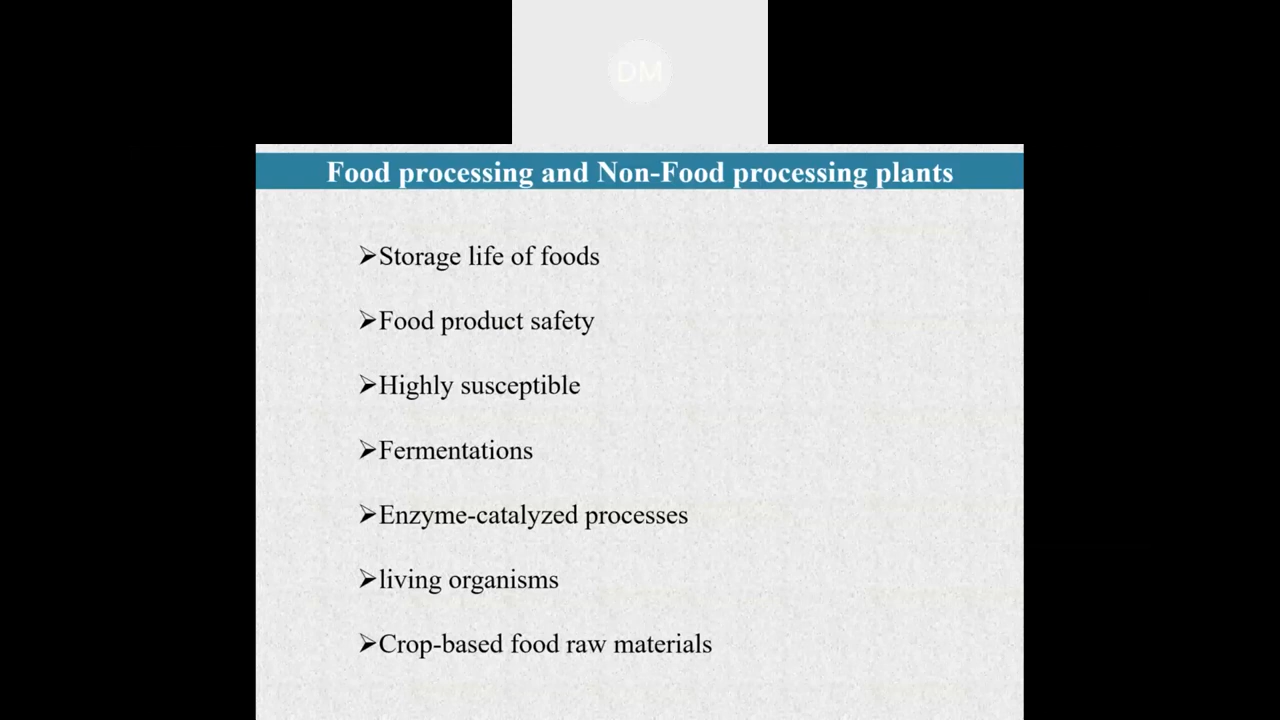 DM
Food processing and Non-Food processing plants
➢Storage life of foods
➢Food product safety
➢Highly susceptible
➢Fermentations
➢Enzyme-catalyzed processes
➢living organisms
➢Crop-based food raw materials